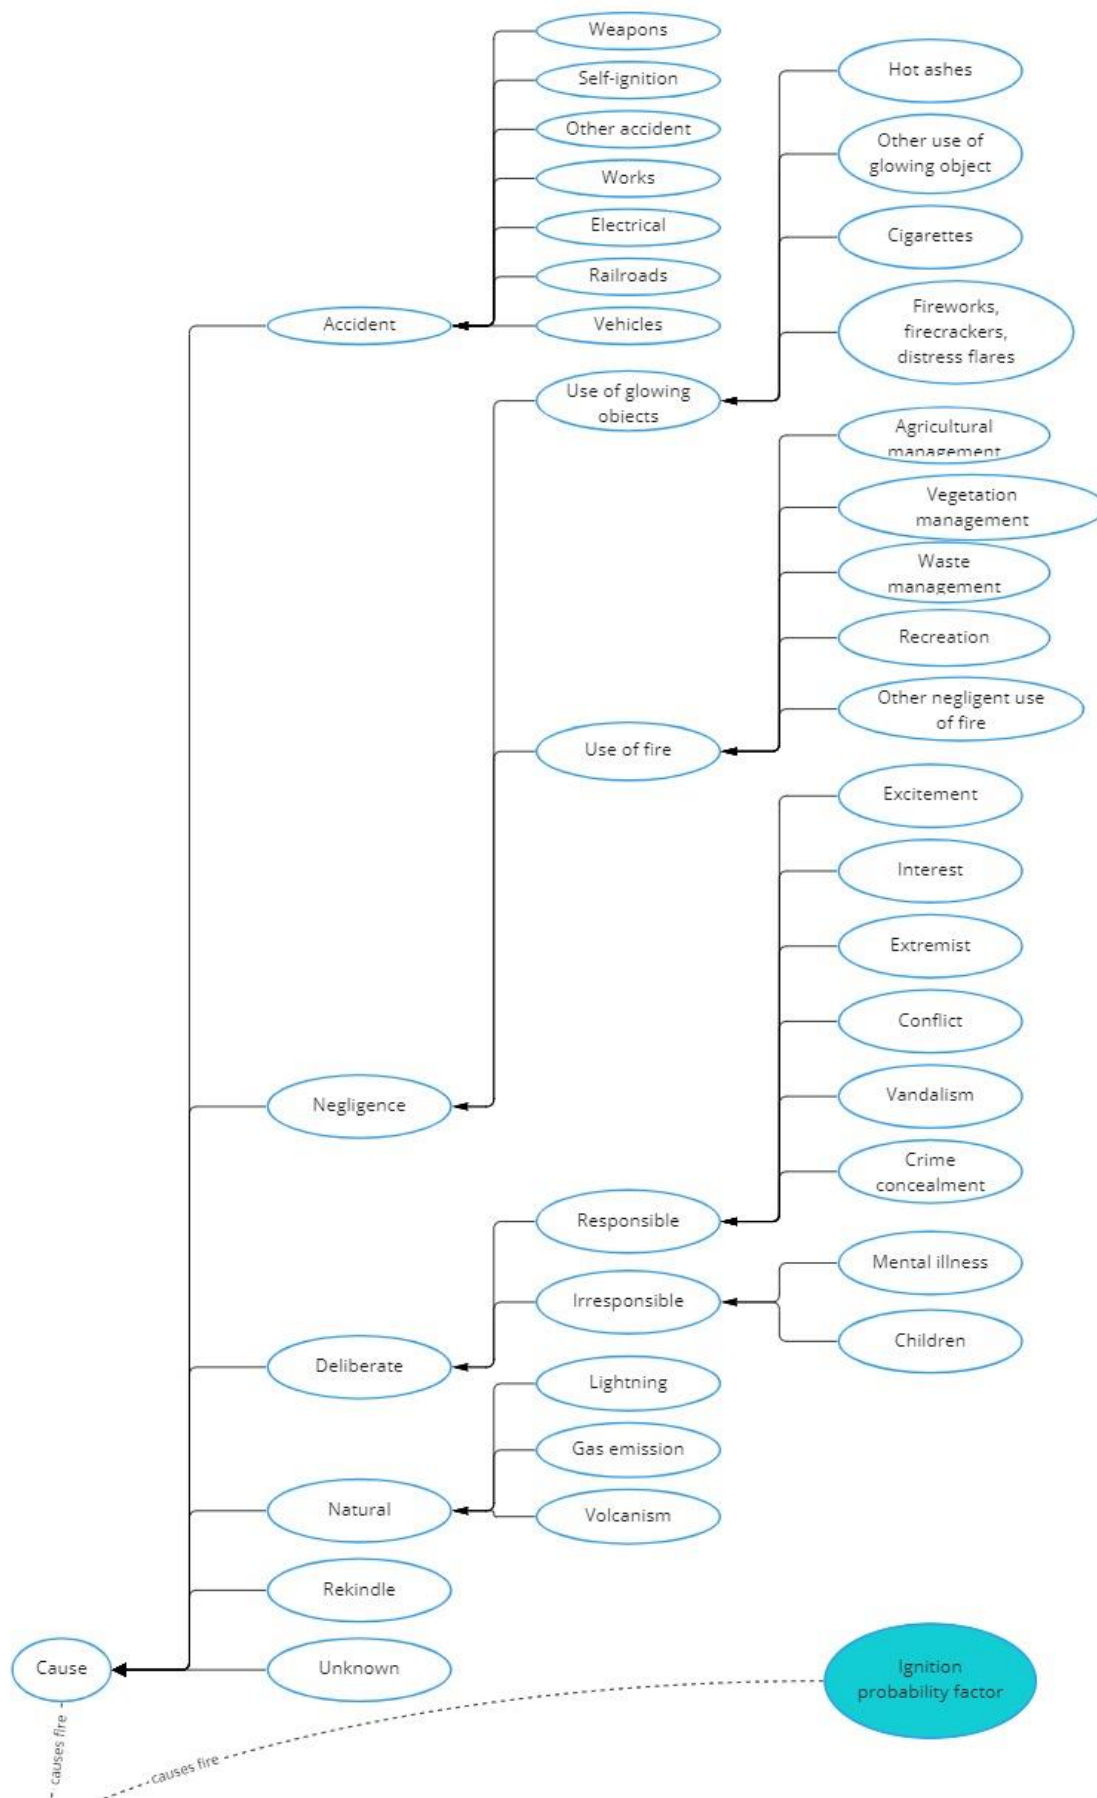 Weapons
Self-ignition
Other accident
Works
Electrical
Railroads
Vehicles
Accident
Hot ashes
Other use of
glowing object
Cigarettes
Fireworks,
firecrackers,
distress flares
Use of glowing
objects
Agricultural
management
Vegetation
management
Waste
management
Recreation
Other negligent use
of fire
Use of fire
Negligence
Excitement
Interest
Extremist
Conflict
Vandalism
Crime
concealment
Responsible
Mental illness
Children
Irresponsible
Deliberate
Lightning
Gas emission
Volcanism
Natural
Rekindle
Unknown
Cause
Ignition
probability factor
causes fire
causes fire